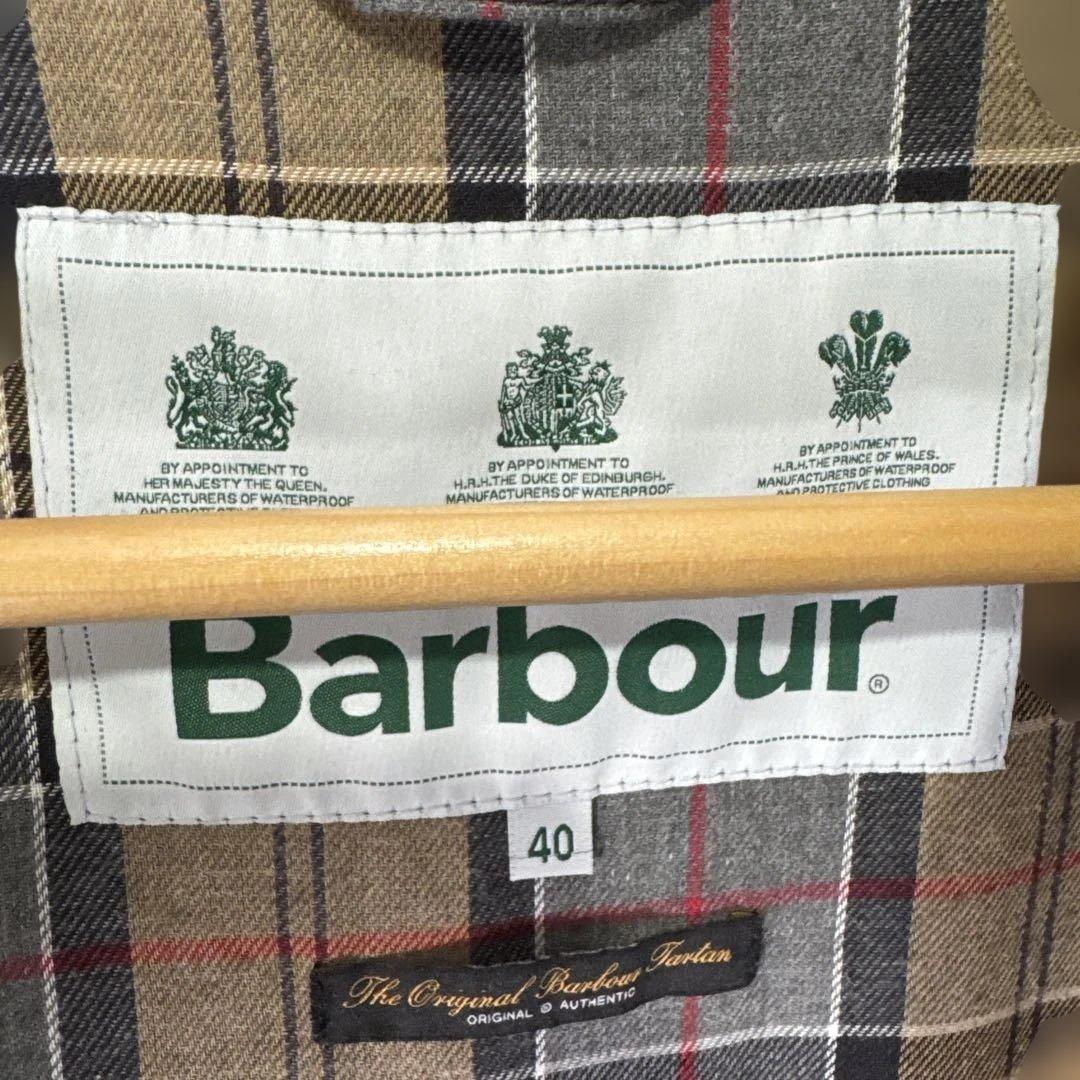 BY APPOINTMENT TO
HER MAJESTY THE QUEEN.
MANUFACTURERS OF WATERPROOF
AND PROTECTIVE
BY APPOINTMENT TO
H.R.H.THE DUKE OF EDINBURGH.
MANUFACTURERS OF WATERPROOF
BY APPOINTMENT TO
H.R.H.THE PRINCE OF WALES.
MANUFACTURERS OF WATERPROOF
AND PROTECTIVE CLOTHING
Barbour®
40
The Original Barbour Tartan
ORIGINAL © AUTHENTIC